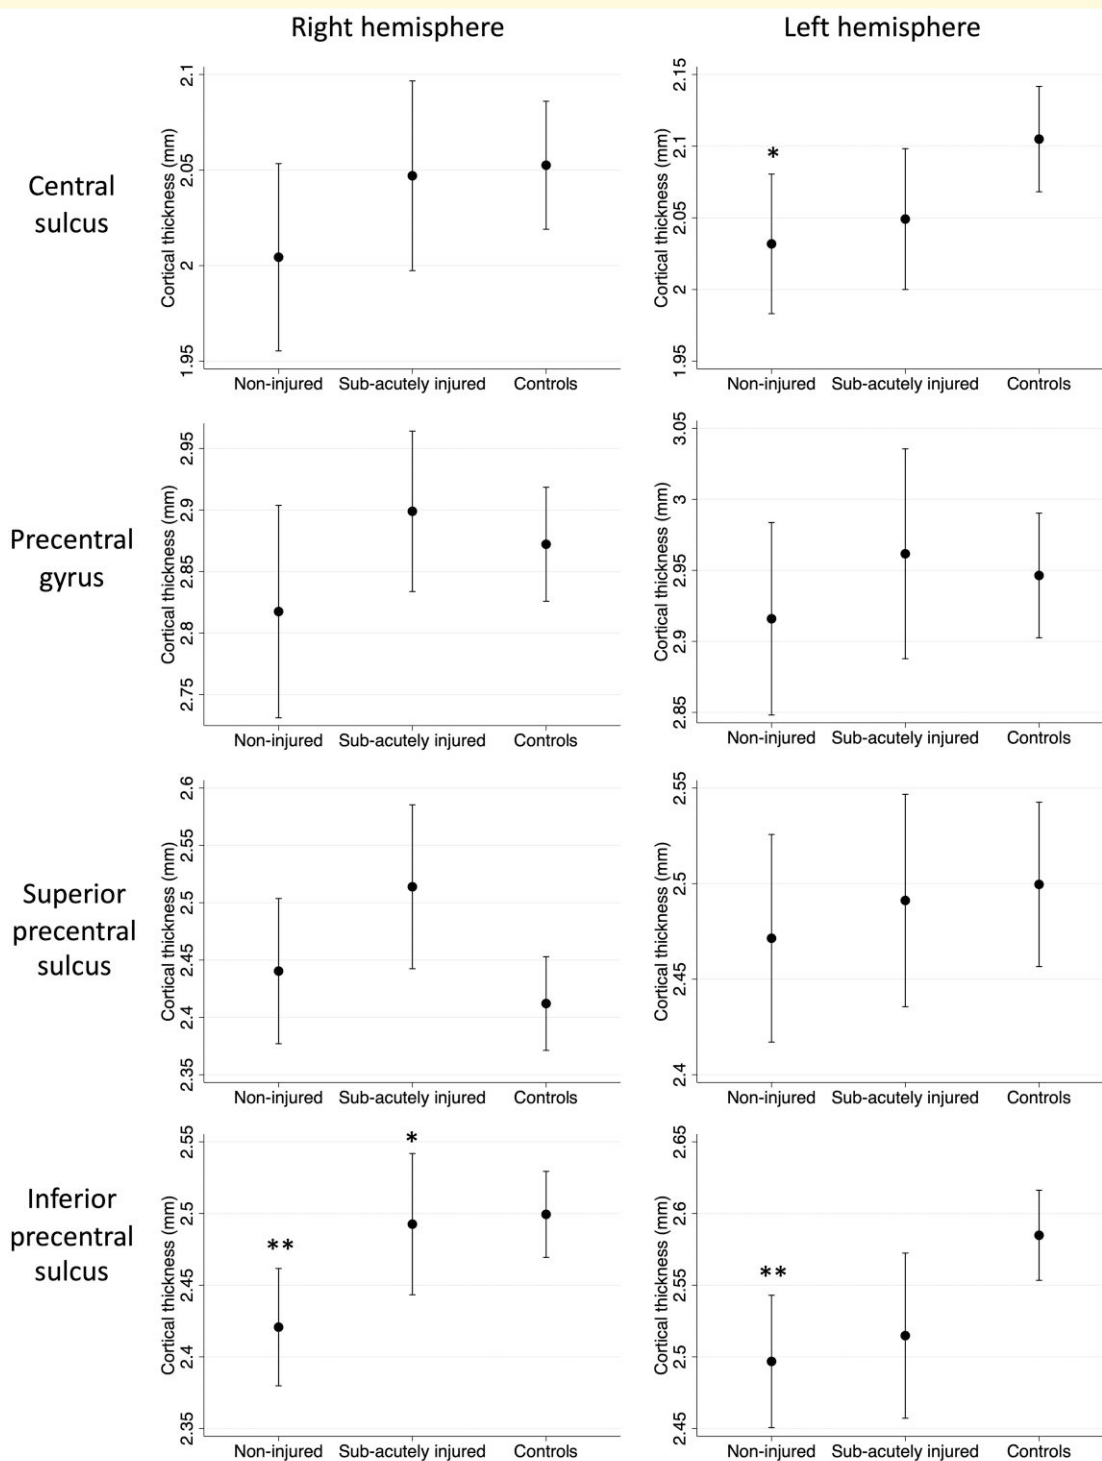 Right hemisphere
Left hemisphere
Central
sulcus
Cortical thickness (mm)
2.1
2.05
2
1.95
Non-injured Sub-acutely injured Controls
Cortical thickness (mm)
2.15
2.1
2.05
2
1.95
*
Non-injured Sub-acutely injured Controls
Precentral
gyrus
Cortical thickness (mm)
2.95
2.9
2.85
2.8
2.75
Non-injured Sub-acutely injured Controls
Cortical thickness (mm)
3.05
3
2.95
2.9
2.85
Non-injured Sub-acutely injured Controls
Superior
precentral
sulcus
Cortical thickness (mm)
2.6
2.55
2.5
2.45
2.4
2.35
Non-injured Sub-acutely injured Controls
Cortical thickness (mm)
2.55
2.5
2.45
2.4
Non-injured Sub-acutely injured Controls
Inferior
precentral
sulcus
Cortical thickness (mm)
2.55
2.5
2.45
2.4
2.35
**
*
Non-injured Sub-acutely injured Controls
Cortical thickness (mm)
2.65
2.6
2.55
2.5
2.45
**
Non-injured Sub-acutely injured Controls